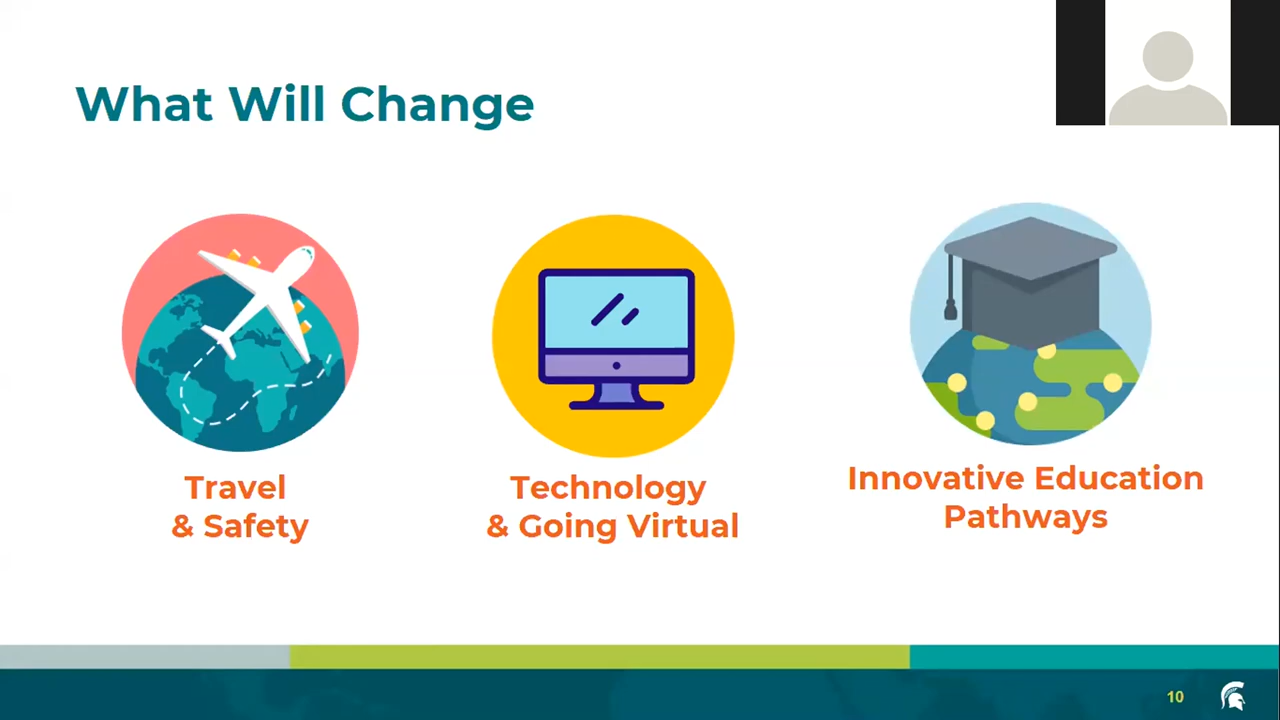 What Will Change
Travel
& Safety
Technology
& Going Virtual
Innovative Education
Pathways
10